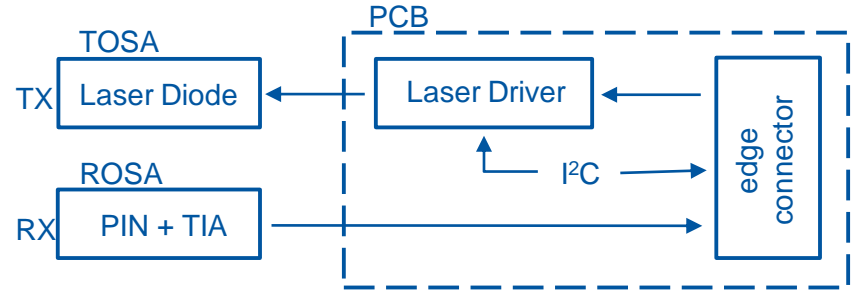 PCB
TOSA
TX
Laser Diode
Laser Driver
edge
connector
I²C
ROSA
RX
PIN + TIA